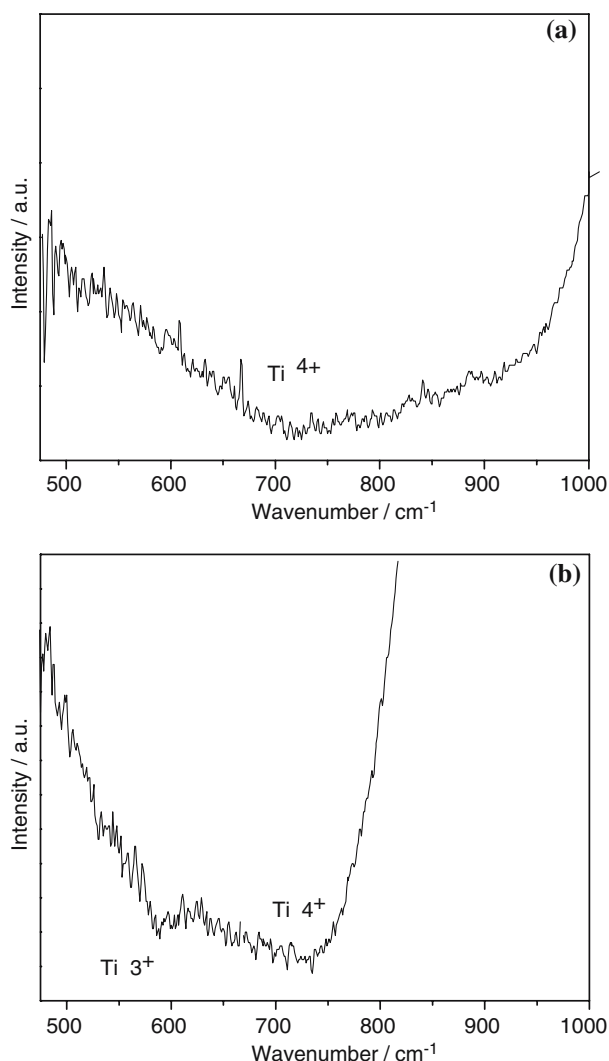 (a)
Intensity / a.u.
Ti 4+
500 600 700 800 900 1000
Wavenumber / cm-1
(b)
Intensity / a.u.
Ti 4+
Ti 3+
500 600 700 800 900 1000
Wavenumber / cm-1